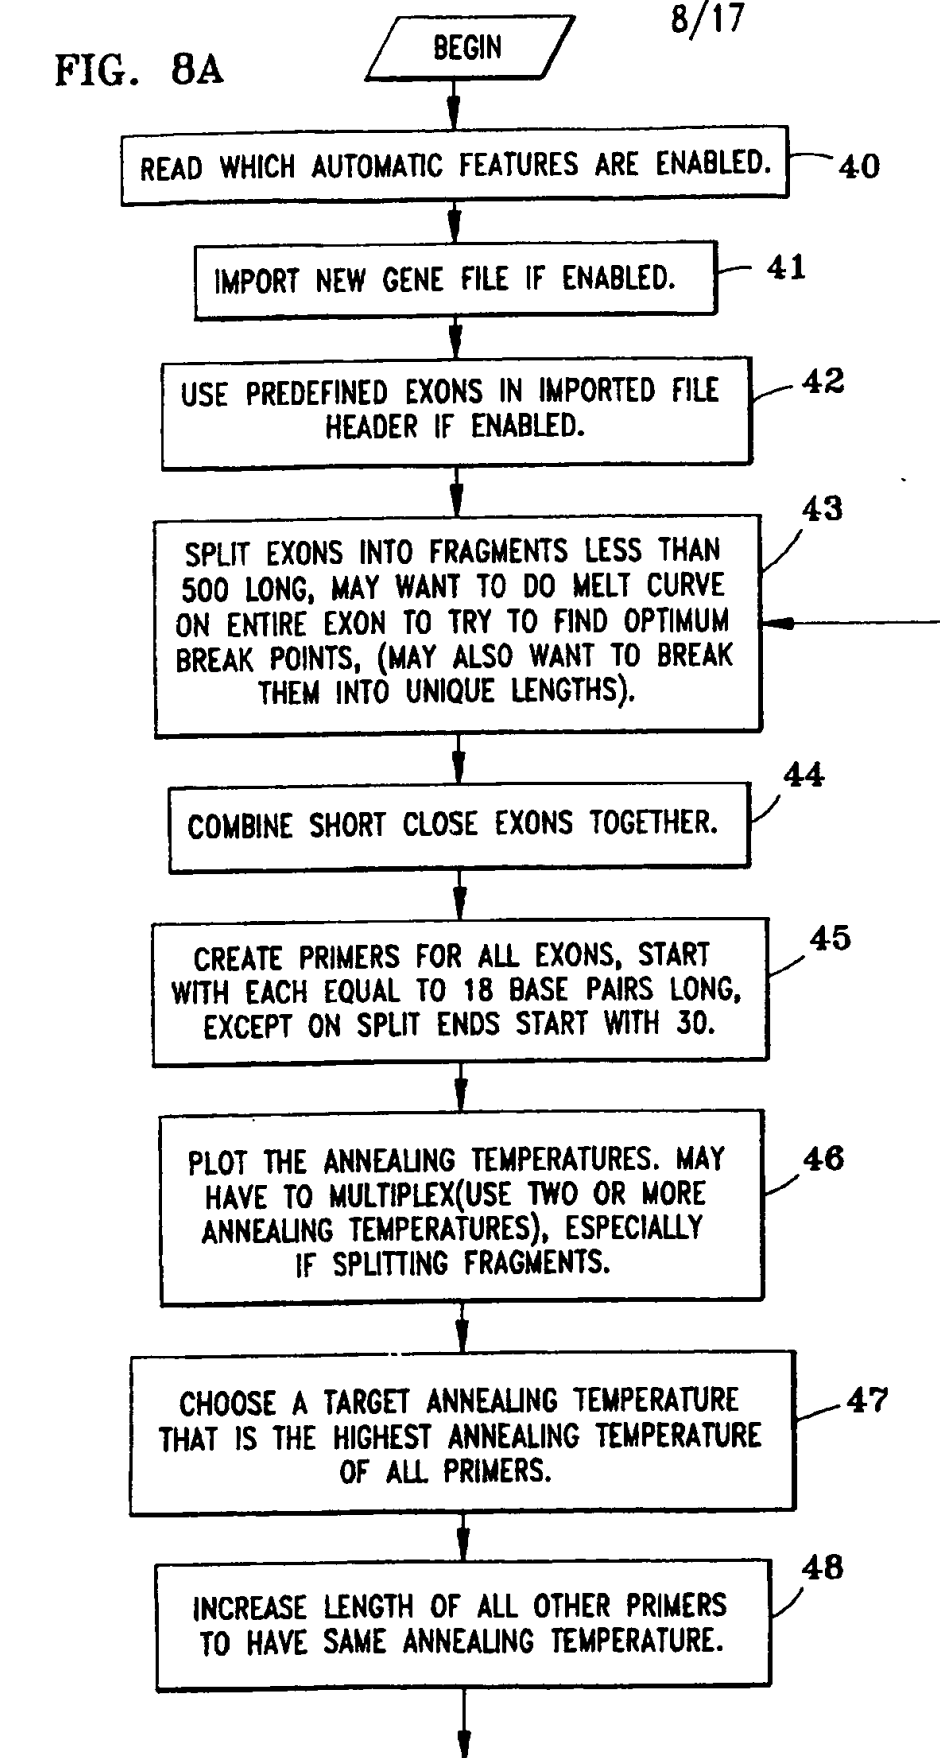 8/17
FIG. 8A
BEGIN
READ WHICH AUTOMATIC FEATURES ARE ENABLED.
40
IMPORT NEW GENE FILE IF ENABLED.
41
USE PREDEFINED EXONS IN IMPORTED FILE
HEADER IF ENABLED.
42
SPLIT EXONS INTO FRAGMENTS LESS THAN
500 LONG, MAY WANT TO DO MELT CURVE
ON ENTIRE EXON TO TRY TO FIND OPTIMUM
BREAK POINTS, (MAY ALSO WANT TO BREAK
THEM INTO UNIQUE LENGTHS).
43
COMBINE SHORT CLOSE EXONS TOGETHER.
44
CREATE PRIMERS FOR ALL EXONS, START
WITH EACH EQUAL TO 18 BASE PAIRS LONG,
EXCEPT ON SPLIT ENDS START WITH 30.
45
PLOT THE ANNEALING TEMPERATURES. MAY
HAVE TO MULTIPLEX(USE TWO OR MORE
ANNEALING TEMPERATURES), ESPECIALLY
IF SPLITTING FRAGMENTS.
46
CHOOSE A TARGET ANNEALING TEMPERATURE
THAT IS THE HIGHEST ANNEALING TEMPERATURE
OF ALL PRIMERS.
47
INCREASE LENGTH OF ALL OTHER PRIMERS
TO HAVE SAME ANNEALING TEMPERATURE.
48